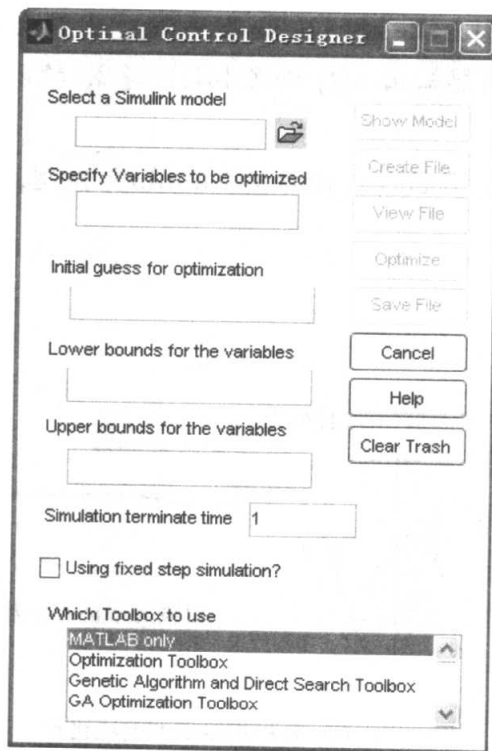 Optimal Control Designer
Select a Simulink model
Show Model
Create File
Specify Variables to be optimized
View File
Optimize
Initial guess for optimization
Save File
Lower bounds for the variables
Cancel
Help
Upper bounds for the variables
Clear Trash
Simulation terminate time 1
Using fixed step simulation?
Which Toolbox to use
MATLAB only
Optimization Toolbox
Genetic Algorithm and Direct Search Toolbox
GA Optimization Toolbox